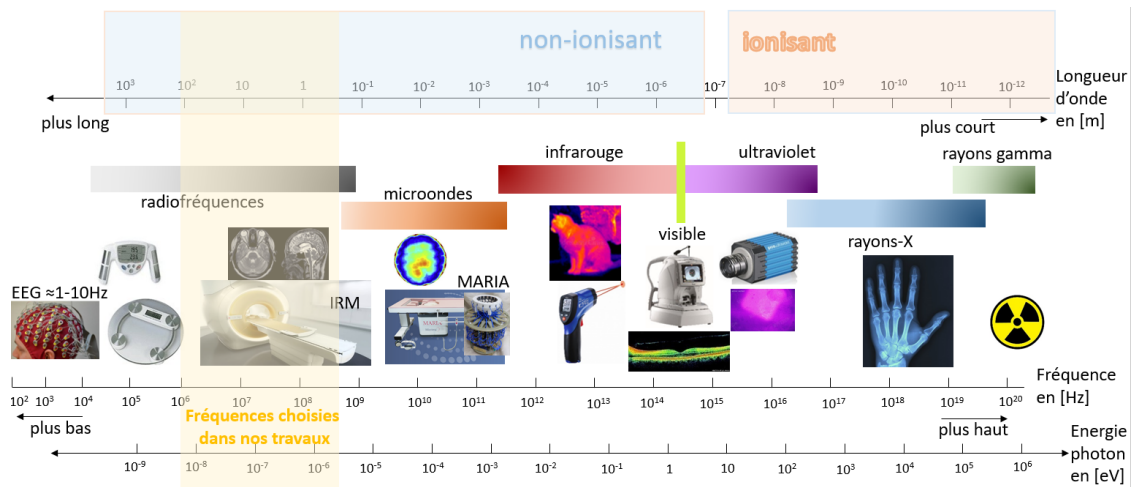 non-ionisant
ionisant
10³ 10² 10 1 10⁻¹ 10⁻² 10⁻³ 10⁻⁴ 10⁻⁵ 10⁻⁶ 10⁻⁷ 10⁻⁸ 10⁻⁹ 10⁻¹⁰ 10⁻¹¹ 10⁻¹²
Longueur
d'onde
en [m]
plus long
plus court
infrarouge
ultraviolet
rayons gamma
radiofréquences
microondes
visible
rayons-X
EEG ≈1-10Hz
IRM
MARIA
10² 10³ 10⁴ 10⁵ 10⁶ 10⁷ 10⁸ 10⁹ 10¹⁰ 10¹¹ 10¹² 10¹³ 10¹⁴ 10¹⁵ 10¹⁶ 10¹⁷ 10¹⁸ 10¹⁹ 10²⁰
Fréquence
en [Hz]
plus bas
plus haut
Fréquences choisies
dans nos travaux
10⁻⁹ 10⁻⁸ 10⁻⁷ 10⁻⁶ 10⁻⁵ 10⁻⁴ 10⁻³ 10⁻² 10⁻¹ 1 10 10² 10³ 10⁴ 10⁵ 10⁶
Energie
photon
en [eV]